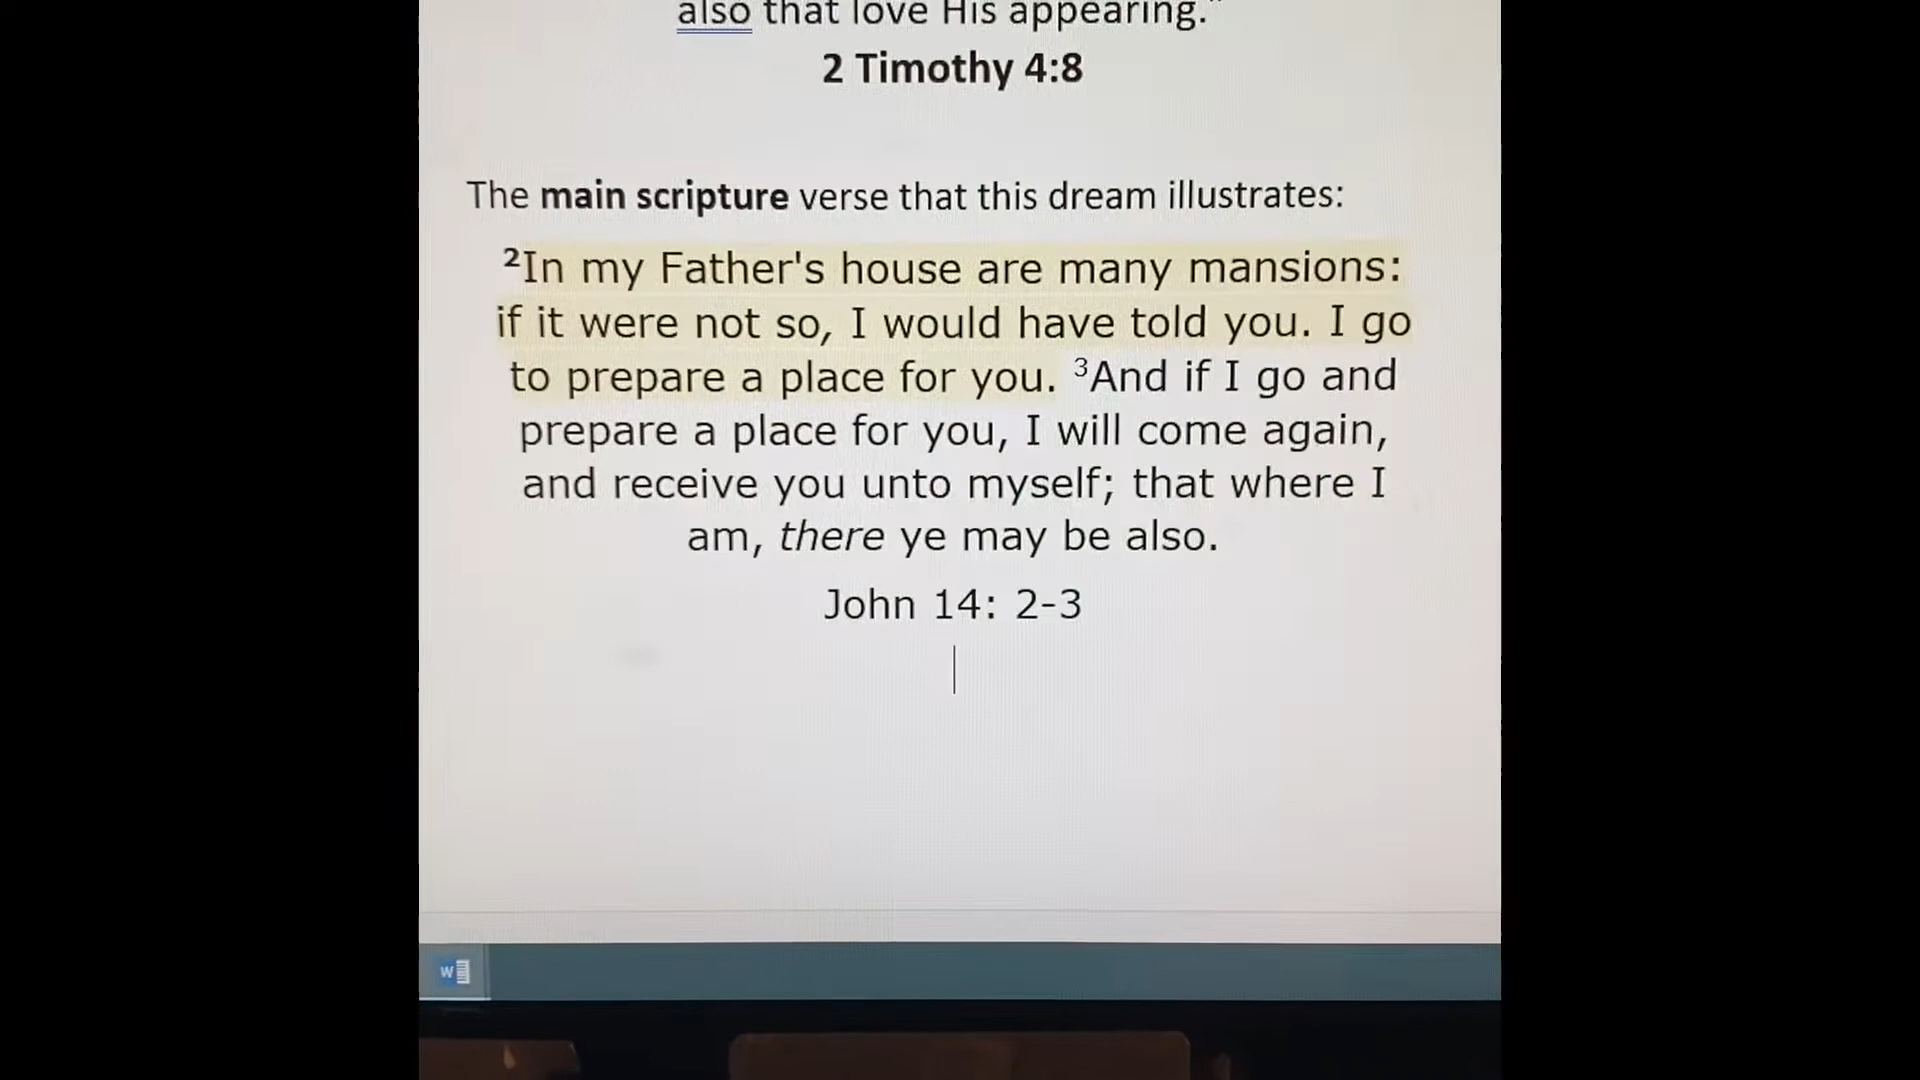 also that love His appearing."
2 Timothy 4:8
The main scripture verse that this dream illustrates:
²In my Father's house are many mansions:
if it were not so, I would have told you. I go
to prepare a place for you. ³And if I go and
prepare a place for you, I will come again,
and receive you unto myself; that where I
am, there ye may be also.
John 14: 2-3
W